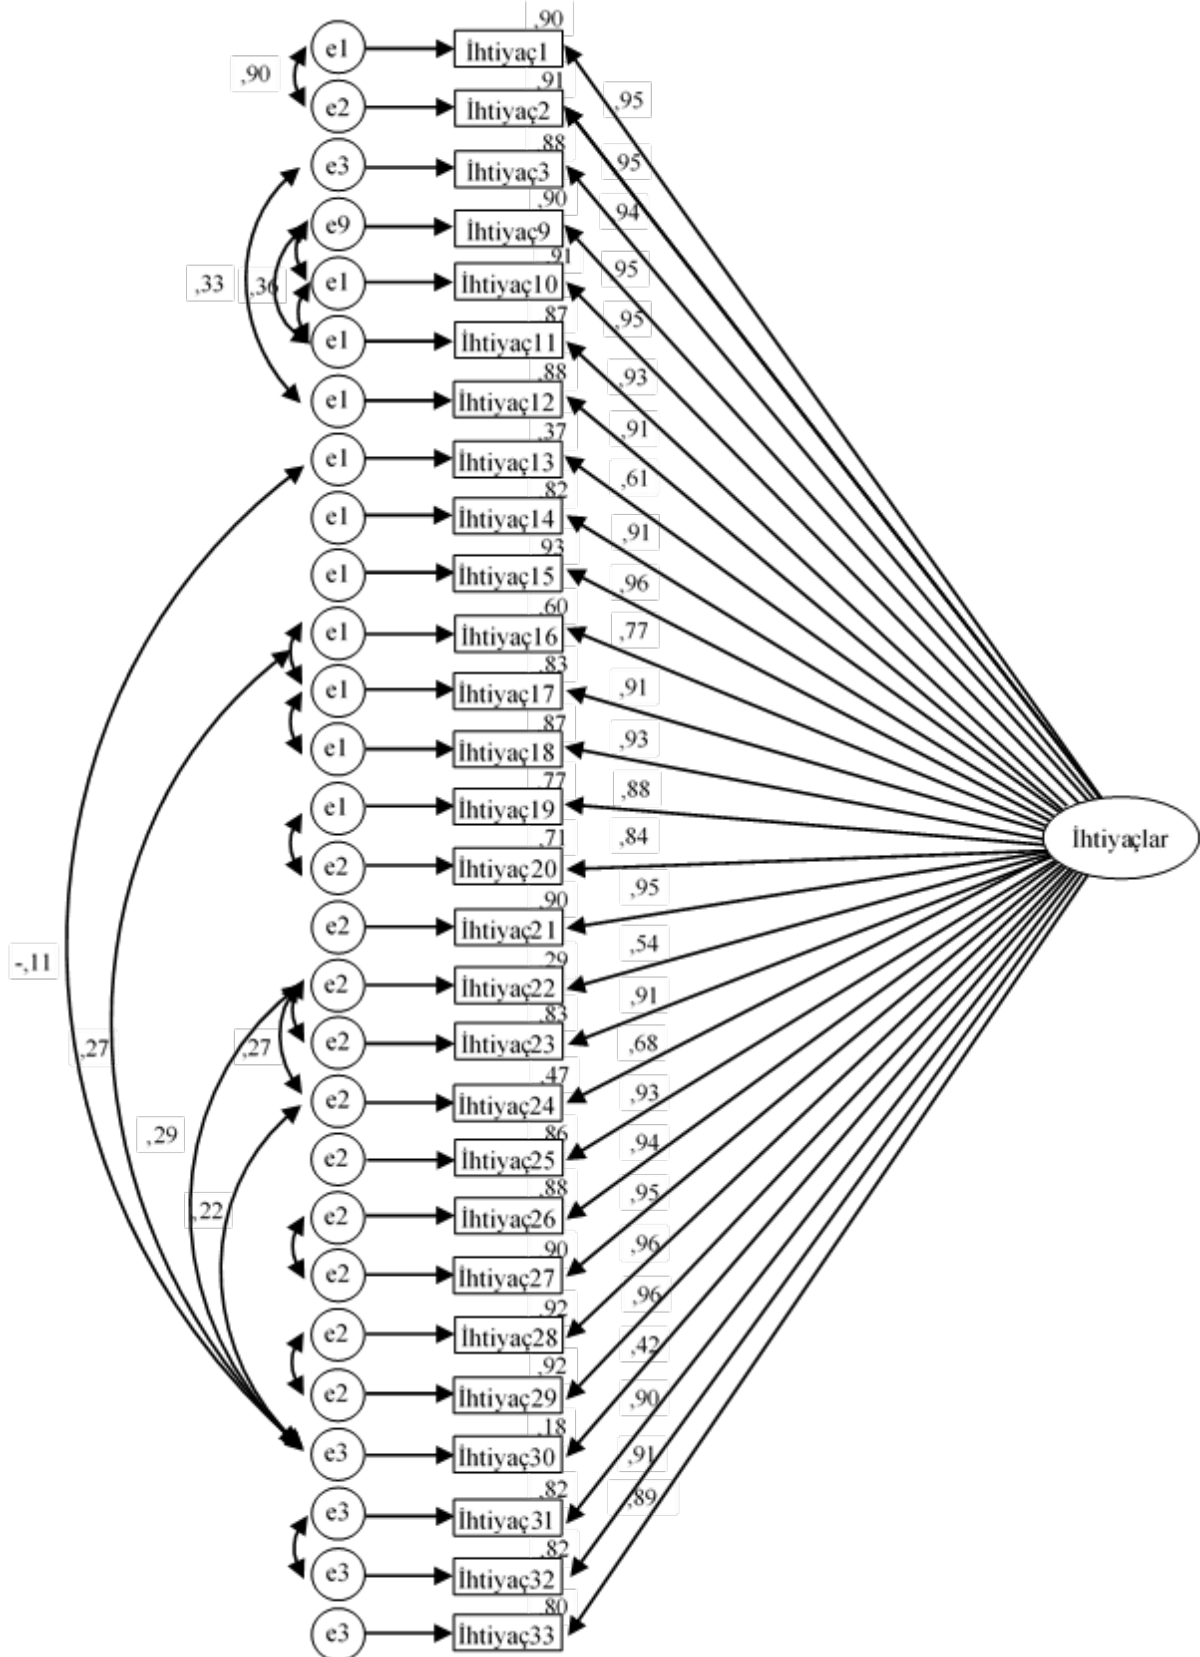 ,90
e1 İhtiyaç1
,90 ,91 ,95
e2 İhtiyaç2
,88 ,95
e3 İhtiyaç3
,90 ,94
e9 İhtiyaç9
,91 ,95
,33 ,36 e1 İhtiyaç10
,87 ,95
e1 İhtiyaç11
,88 ,93
e1 İhtiyaç12
,37 ,91
e1 İhtiyaç13 ,61
,82
e1 İhtiyaç14 ,91
,93
e1 İhtiyaç15 ,96
,60
e1 İhtiyaç16 ,77
,83
e1 İhtiyaç17 ,91
,87
e1 İhtiyaç18 ,93
,77 ,88
e1 İhtiyaç19
,71 ,84 İhtiyaçlar
e2 İhtiyaç20
,90 ,95
e2 İhtiyaç21
-,11 ,29 ,54
e2 İhtiyaç22 ,91
,83
,27 ,27 e2 İhtiyaç23 ,68
,47 ,93
e2 İhtiyaç24
,29 ,86 ,94
e2 İhtiyaç25
,88 ,95
,22 e2 İhtiyaç26
,90 ,96
e2 İhtiyaç27
,92 ,96
e2 İhtiyaç28
,92 ,42
e2 İhtiyaç29 ,90
,18
e3 İhtiyaç30 ,91
,82 ,89
e3 İhtiyaç31
,82
e3 İhtiyaç32
,80
e3 İhtiyaç33